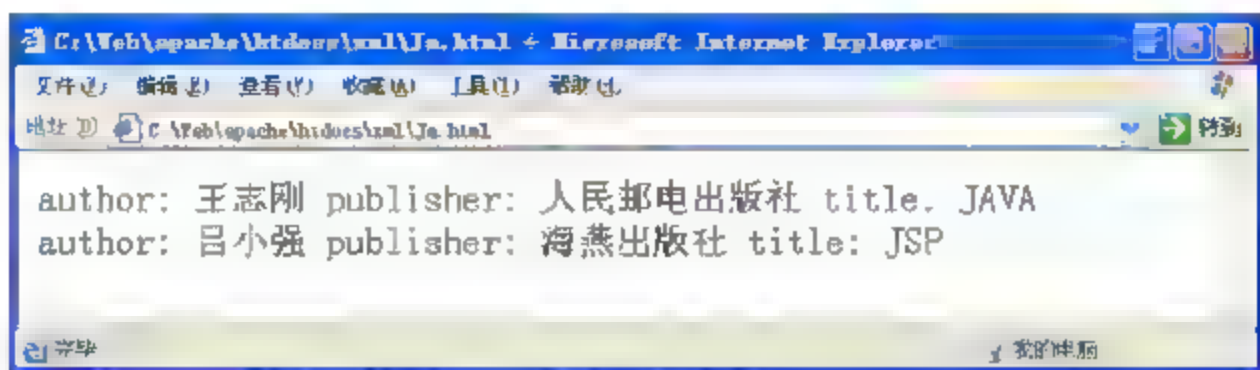 C:\Web\apache\htdocs\xml\Ja.html - Microsoft Internet Explorer
文件(F) 编辑(E) 查看(V) 收藏(A) 工具(T) 帮助(H)
地址(D) C:\Web\apache\htdocs\xml\Ja.html 转到
author: 王志刚 publisher: 人民邮电出版社 title: JAVA
author: 吕小强 publisher: 海燕出版社 title: JSP
完毕 我的电脑